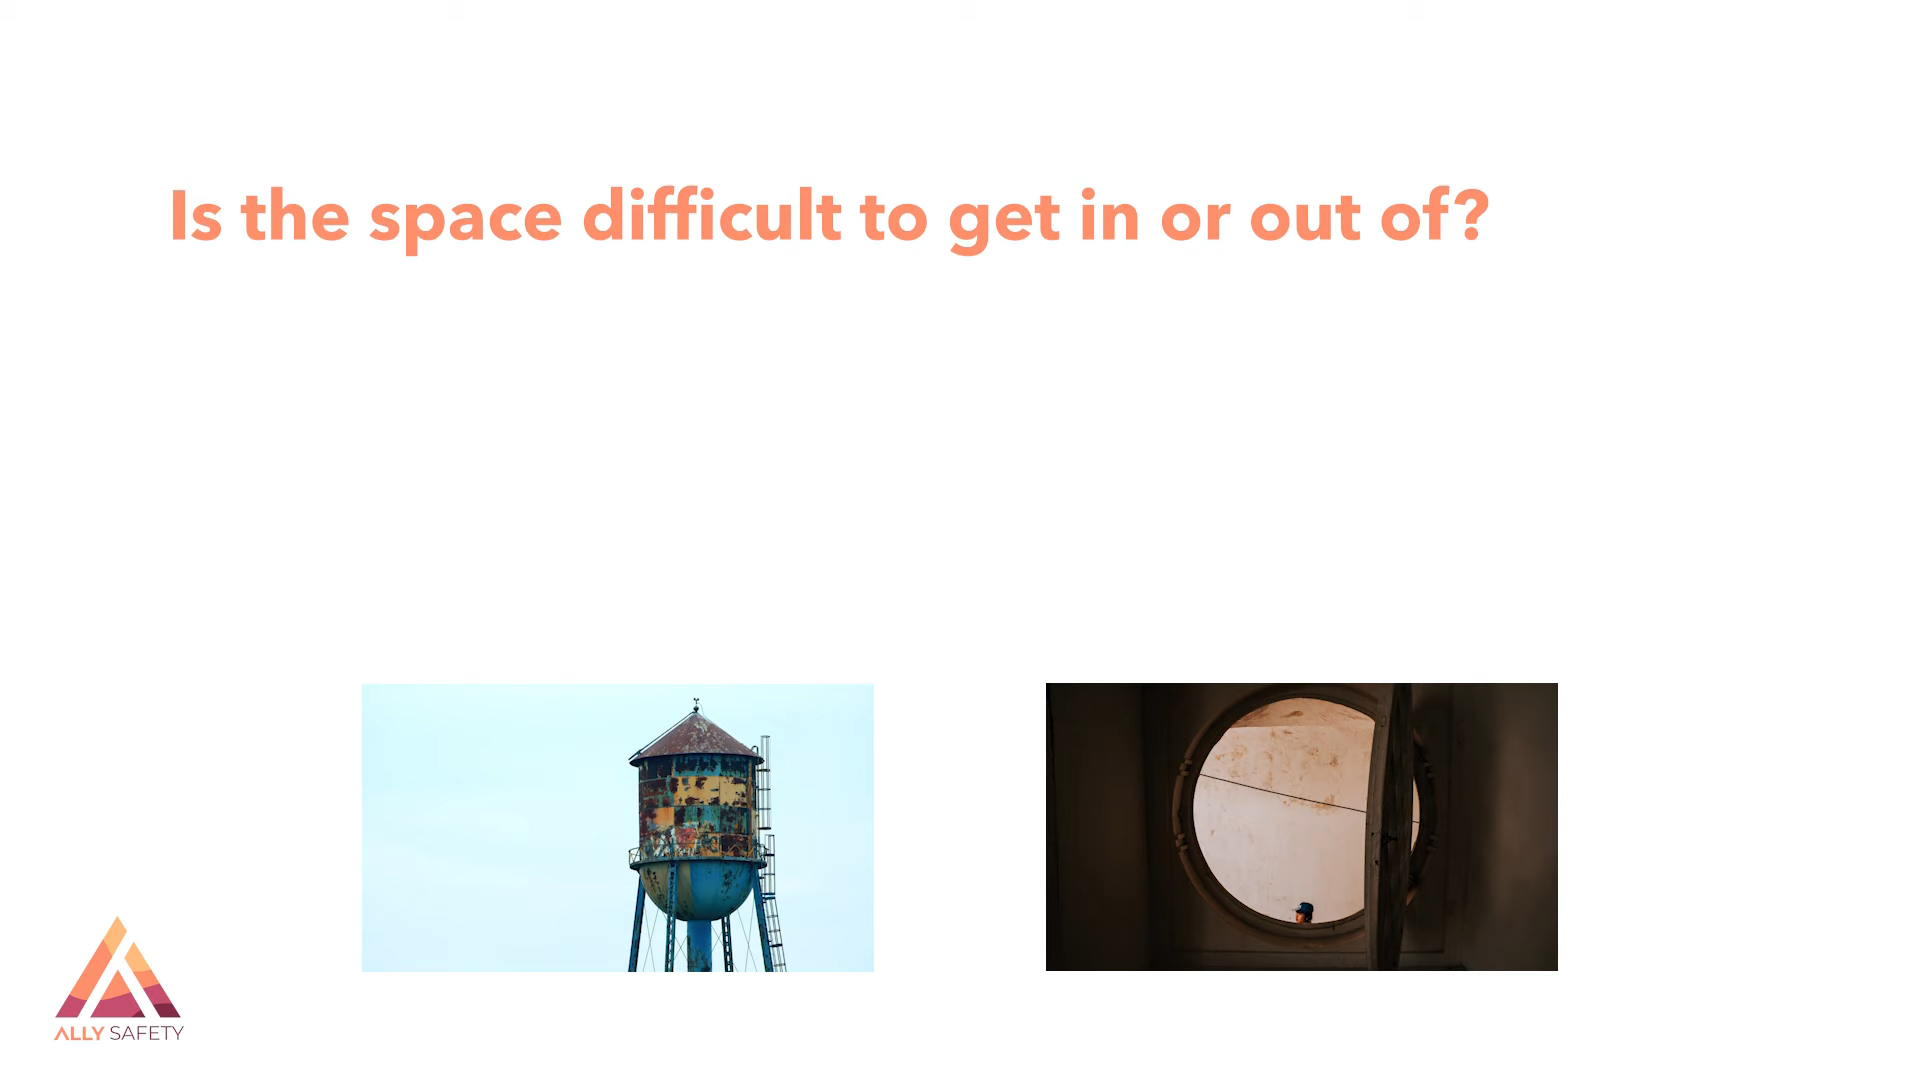 Is the space difficult to get in or out of?
ALLY SAFETY